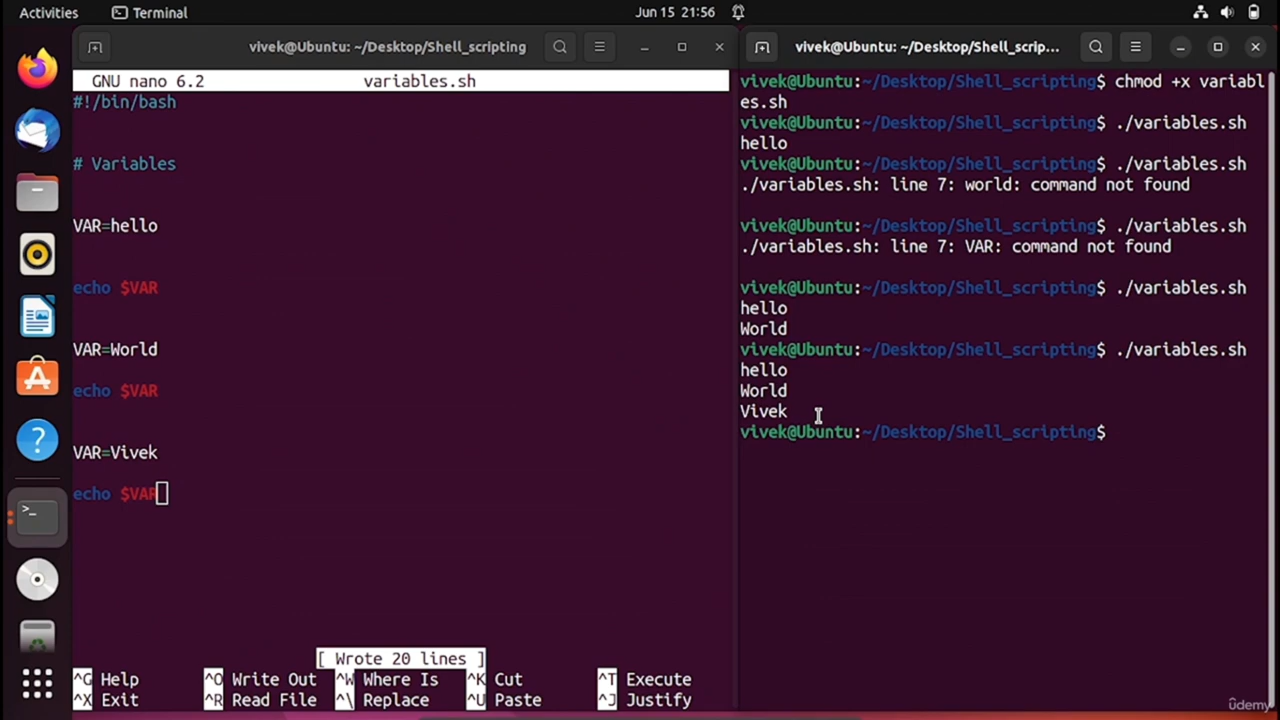 Activities
Terminal
Jun 15 21:56
vivek@Ubuntu: ~/Desktop/Shell_scripting
GNU nano 6.2 variables.sh
#!/bin/bash
# Variables
VAR=hello
echo $VAR
VAR=World
echo $VAR
VAR=Vivek
echo $VAR
[ Wrote 20 lines ]
^G Help ^O Write Out ^W Where Is ^K Cut ^T Execute
^X Exit ^R Read File ^\ Replace ^U Paste ^J Justify
vivek@Ubuntu: ~/Desktop/Shell_scrip...
vivek@Ubuntu:~/Desktop/Shell_scripting$ chmod +x variabl
es.sh
vivek@Ubuntu:~/Desktop/Shell_scripting$ ./variables.sh
hello
vivek@Ubuntu:~/Desktop/Shell_scripting$ ./variables.sh
./variables.sh: line 7: world: command not found
vivek@Ubuntu:~/Desktop/Shell_scripting$ ./variables.sh
./variables.sh: line 7: VAR: command not found
vivek@Ubuntu:~/Desktop/Shell_scripting$ ./variables.sh
hello
World
vivek@Ubuntu:~/Desktop/Shell_scripting$ ./variables.sh
hello
World
Vivek
vivek@Ubuntu:~/Desktop/Shell_scripting$
udemy